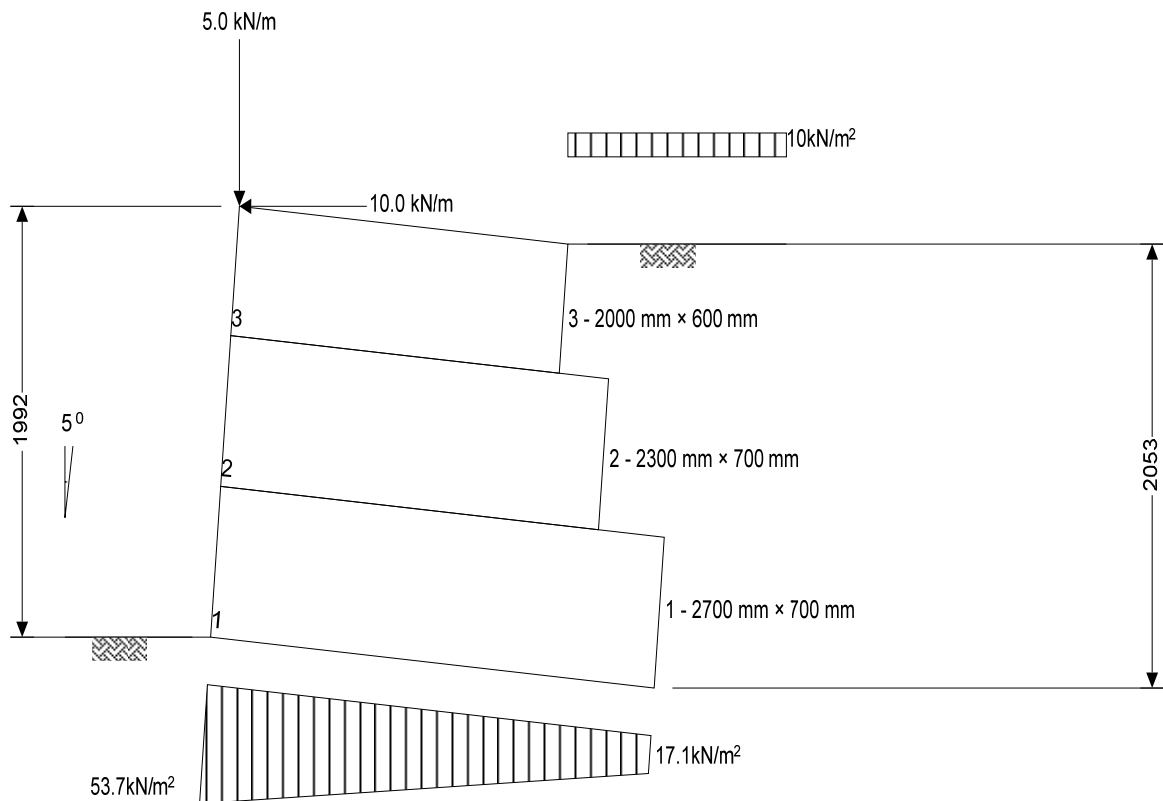 5.0 kN/m
10kN/m²
10.0 kN/m
3
3 - 2000 mm × 600 mm
1992
5⁰
2
2 - 2300 mm × 700 mm
2053
1
1 - 2700 mm × 700 mm
17.1kN/m²
53.7kN/m²